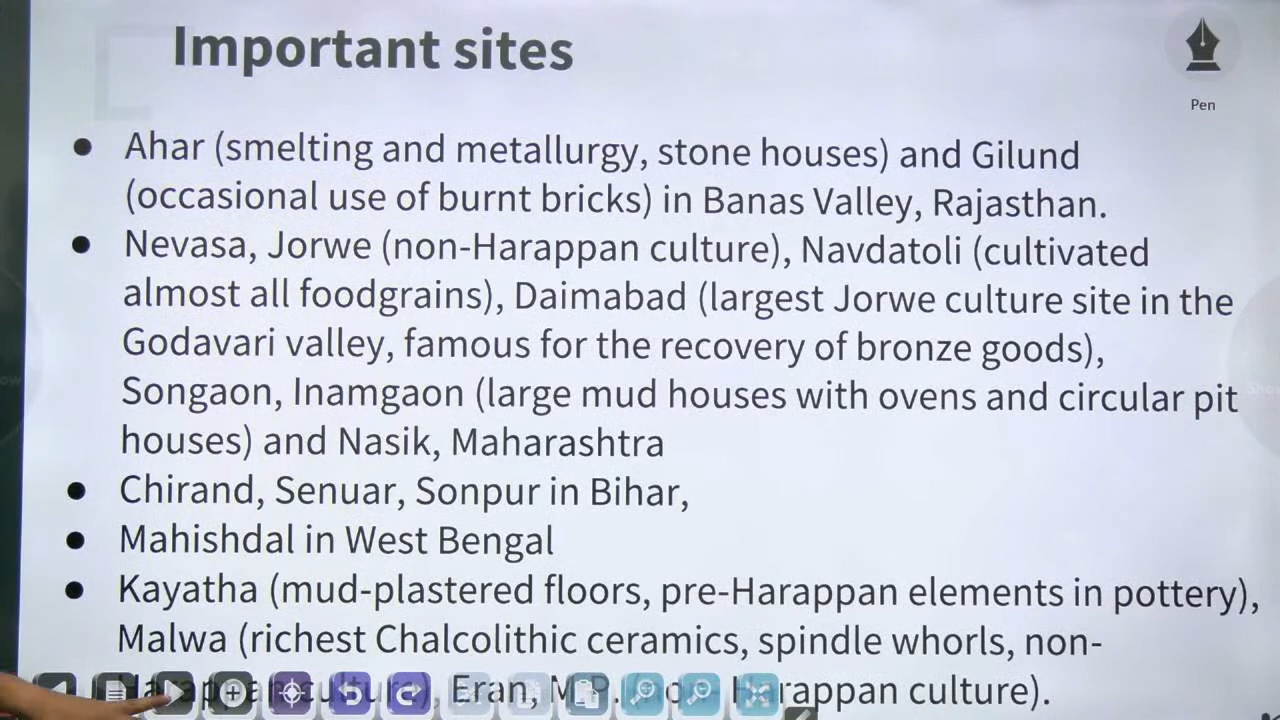 Important sites
Pen
• Ahar (smelting and metallurgy, stone houses) and Gilund
(occasional use of burnt bricks) in Banas Valley, Rajasthan.
• Nevasa, Jorwe (non-Harappan culture), Navdatoli (cultivated
almost all foodgrains), Daimabad (largest Jorwe culture site in the
Godavari valley, famous for the recovery of bronze goods),
Songaon, Inamgaon (large mud houses with ovens and circular pit
houses) and Nasik, Maharashtra
• Chirand, Senuar, Sonpur in Bihar,
• Mahishdal in West Bengal
• Kayatha (mud-plastered floors, pre-Harappan elements in pottery),
Malwa (richest Chalcolithic ceramics, spindle whorls, non-
Harappan culture), Eran, M.P. (non- Harappan culture).